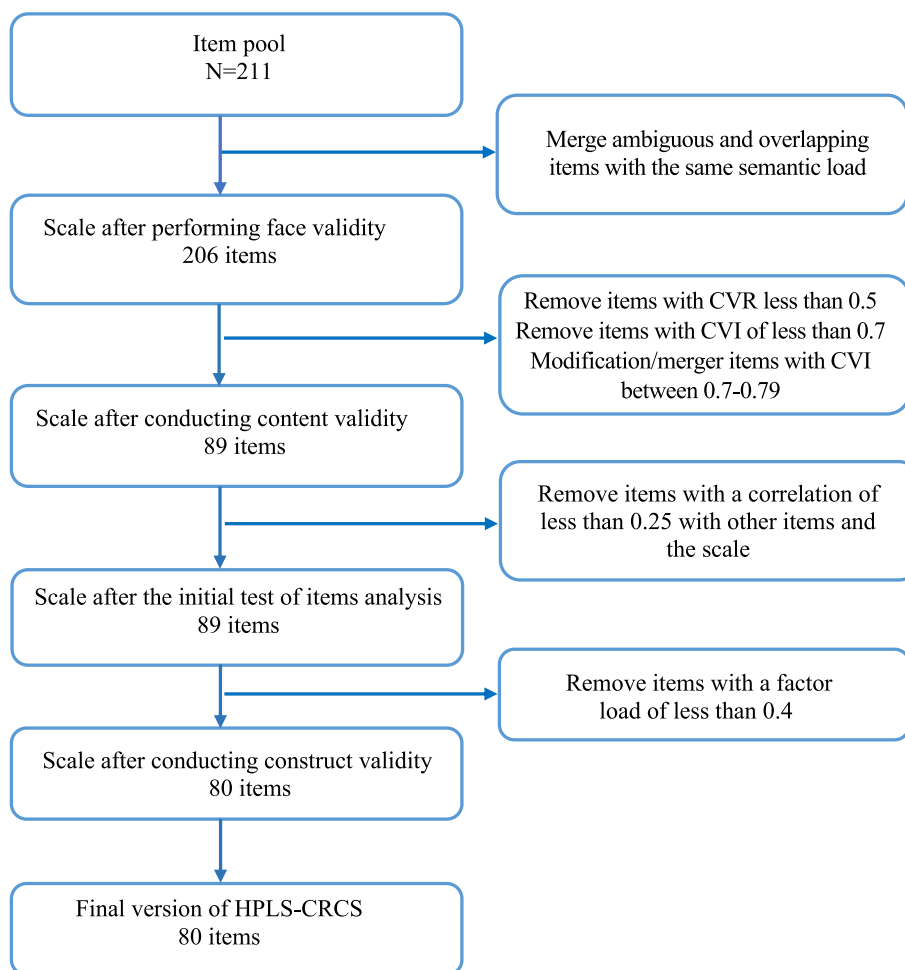 Item pool
N=211
Merge ambiguous and overlapping
items with the same semantic load
Scale after performing face validity
206 items
Remove items with CVR less than 0.5
Remove items with CVI of less than 0.7
Modification/merger items with CVI
between 0.7-0.79
Scale after conducting content validity
89 items
Remove items with a correlation of
less than 0.25 with other items and
the scale
Scale after the initial test of items analysis
89 items
Remove items with a factor
load of less than 0.4
Scale after conducting construct validity
80 items
Final version of HPLS-CRCS
80 items